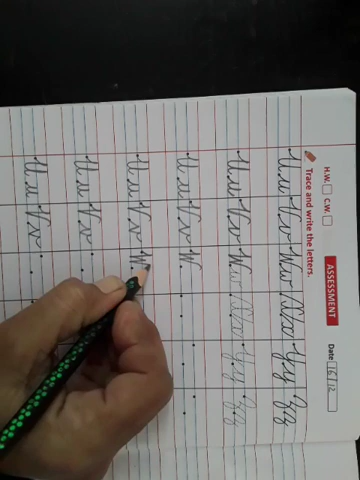 H.W. C.W. ASSESSMENT Date 16/12
Trace and write the letters.
Uu Vv Ww Xx Yy Zz
Uu Vv Ww Xx Yy Zz
Uu Vv W
Uu Vv W
Uu Vv
Uu Vv